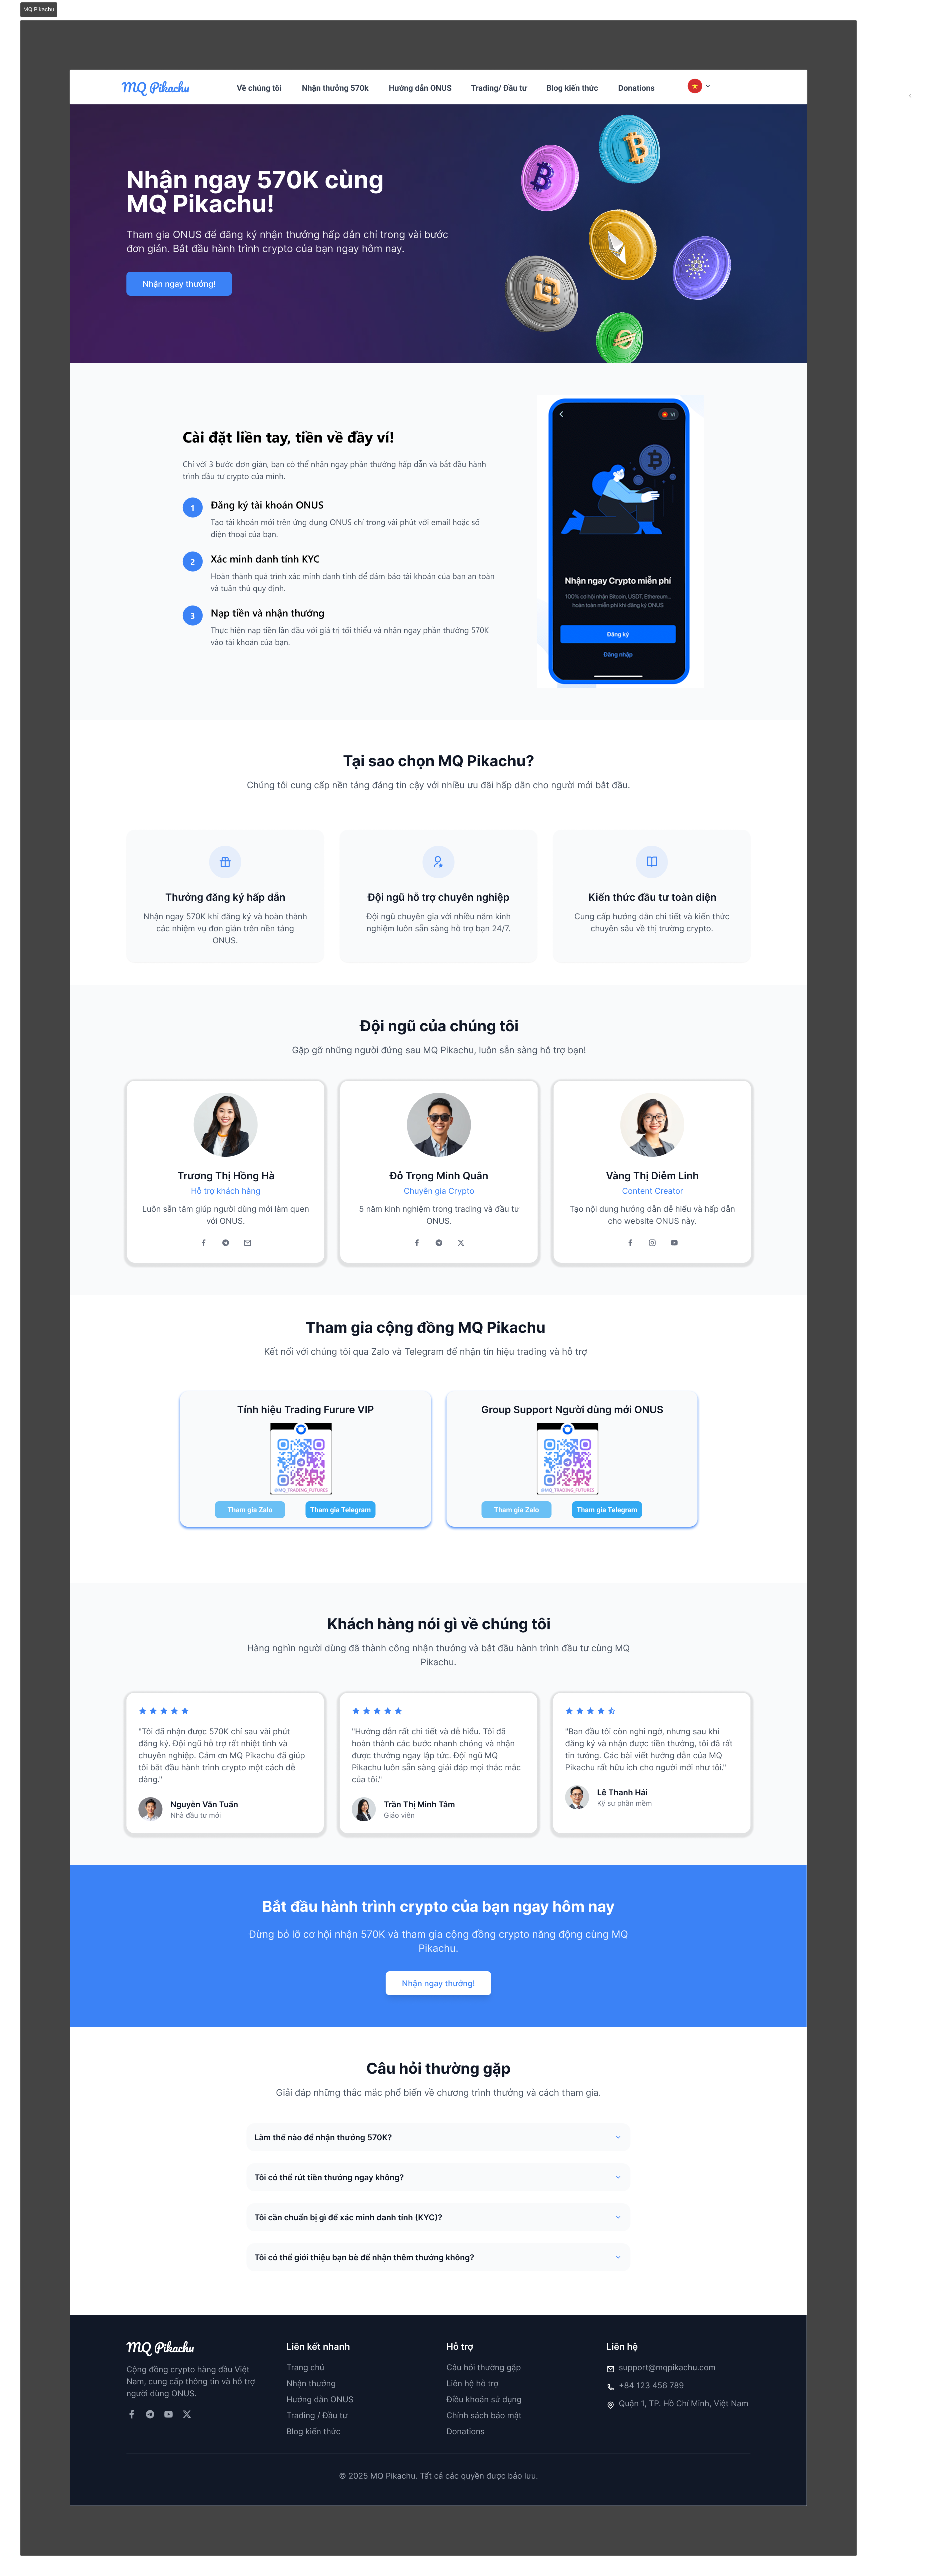 MQ Pikachu
MQ Pikachu
Về chúng tôi
Nhận thưởng 570k
Hướng dẫn ONUS
Trading/ Đầu tư
Blog kiến thức
Donations
Nhận ngay 570K cùng
MQ Pikachu!
Tham gia ONUS để đăng ký nhận thưởng hấp dẫn chỉ trong vài bước
đơn giản. Bắt đầu hành trình crypto của bạn ngay hôm nay.
Nhận ngay thưởng!
Cài đặt liền tay, tiền về đầy ví!
Chỉ với 3 bước đơn giản, bạn có thể nhận ngay phần thưởng hấp dẫn và bắt đầu hành
trình đầu tư crypto của mình.
1
Đăng ký tài khoản ONUS
Tạo tài khoản mới trên ứng dụng ONUS chỉ trong vài phút với email hoặc số
điện thoại của bạn.
2
Xác minh danh tính KYC
Hoàn thành quá trình xác minh danh tính để đảm bảo tài khoản của bạn an toàn
và tuân thủ quy định.
3
Nạp tiền và nhận thưởng
Thực hiện nạp tiền lần đầu với giá trị tối thiểu và nhận ngay phần thưởng 570K
vào tài khoản của bạn.
Vi
Nhận ngay Crypto miễn phí
100% cơ hội nhận Bitcoin, USDT, Ethereum...
hoàn toàn miễn phí khi đăng ký ONUS
Đăng ký
Đăng nhập
Tại sao chọn MQ Pikachu?
Chúng tôi cung cấp nền tảng đáng tin cậy với nhiều ưu đãi hấp dẫn cho người mới bắt đầu.
Thưởng đăng ký hấp dẫn
Nhận ngay 570K khi đăng ký và hoàn thành
các nhiệm vụ đơn giản trên nền tảng
ONUS.
Đội ngũ hỗ trợ chuyên nghiệp
Đội ngũ chuyên gia với nhiều năm kinh
nghiệm luôn sẵn sàng hỗ trợ bạn 24/7.
Kiến thức đầu tư toàn diện
Cung cấp hướng dẫn chi tiết và kiến thức
chuyên sâu về thị trường crypto.
Đội ngũ của chúng tôi
Gặp gỡ những người đứng sau MQ Pikachu, luôn sẵn sàng hỗ trợ bạn!
Trương Thị Hồng Hà
Hỗ trợ khách hàng
Luôn sẵn tâm giúp người dùng mới làm quen
với ONUS.
Đỗ Trọng Minh Quân
Chuyên gia Crypto
5 năm kinh nghiệm trong trading và đầu tư
ONUS.
Vàng Thị Diễm Linh
Content Creator
Tạo nội dung hướng dẫn dễ hiểu và hấp dẫn
cho website ONUS này.
Tham gia cộng đồng MQ Pikachu
Kết nối với chúng tôi qua Zalo và Telegram để nhận tín hiệu trading và hỗ trợ
Tính hiệu Trading Furure VIP
@MQ_TRADING_FUTURES
Tham gia Zalo
Tham gia Telegram
Group Support Người dùng mới ONUS
@MQ_TRADING_FUTURES
Tham gia Zalo
Tham gia Telegram
Khách hàng nói gì về chúng tôi
Hàng nghìn người dùng đã thành công nhận thưởng và bắt đầu hành trình đầu tư cùng MQ
Pikachu.
"Tôi đã nhận được 570K chỉ sau vài phút
đăng ký. Đội ngũ hỗ trợ rất nhiệt tình và
chuyên nghiệp. Cảm ơn MQ Pikachu đã giúp
tôi bắt đầu hành trình crypto một cách dễ
dàng."
Nguyễn Văn Tuấn
Nhà đầu tư mới
"Hướng dẫn rất chi tiết và dễ hiểu. Tôi đã
hoàn thành các bước nhanh chóng và nhận
được thưởng ngay lập tức. Đội ngũ MQ
Pikachu luôn sẵn sàng giải đáp mọi thắc mắc
của tôi."
Trần Thị Minh Tâm
Giáo viên
"Ban đầu tôi còn nghi ngờ, nhưng sau khi
đăng ký và nhận được tiền thưởng, tôi đã rất
tin tưởng. Các bài viết hướng dẫn của MQ
Pikachu rất hữu ích cho người mới như tôi."
Lê Thanh Hải
Kỹ sư phần mềm
Bắt đầu hành trình crypto của bạn ngay hôm nay
Đừng bỏ lỡ cơ hội nhận 570K và tham gia cộng đồng crypto năng động cùng MQ
Pikachu.
Nhận ngay thưởng!
Câu hỏi thường gặp
Giải đáp những thắc mắc phổ biến về chương trình thưởng và cách tham gia.
Làm thế nào để nhận thưởng 570K?
Tôi có thể rút tiền thưởng ngay không?
Tôi cần chuẩn bị gì để xác minh danh tính (KYC)?
Tôi có thể giới thiệu bạn bè để nhận thêm thưởng không?
MQ Pikachu
Cộng đồng crypto hàng đầu Việt
Nam, cung cấp thông tin và hỗ trợ
người dùng ONUS.
Liên kết nhanh
Trang chủ
Nhận thưởng
Hướng dẫn ONUS
Trading / Đầu tư
Blog kiến thức
Hỗ trợ
Câu hỏi thường gặp
Liên hệ hỗ trợ
Điều khoản sử dụng
Chính sách bảo mật
Donations
Liên hệ
support@mqpikachu.com
+84 123 456 789
Quận 1, TP. Hồ Chí Minh, Việt Nam
© 2025 MQ Pikachu. Tất cả các quyền được bảo lưu.